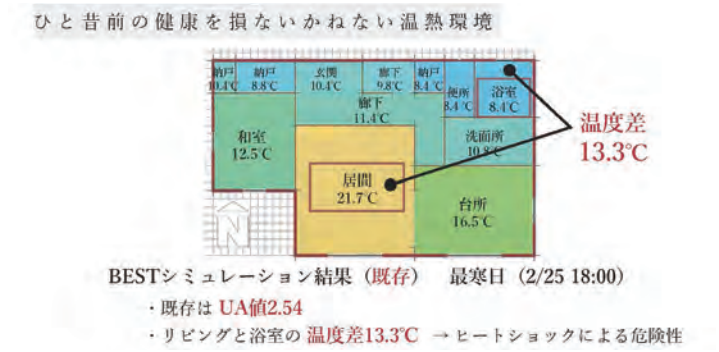 ひと昔前の健康を損ないかねない温熱環境
納戸
10.4℃
納戸
8.8℃
玄関
10.4℃
廊下
9.8℃
納戸
8.4℃
便所
8.4℃
浴室
8.4℃
廊下
11.4℃
和室
12.5℃
洗面所
10.8℃
温度差
13.3℃
居間
21.7℃
台所
16.5℃
N
BESTシミュレーション結果（既存）　最寒日（2/25 18:00）
・既存は UA値2.54
・リビングと浴室の 温度差13.3℃ →ヒートショックによる危険性